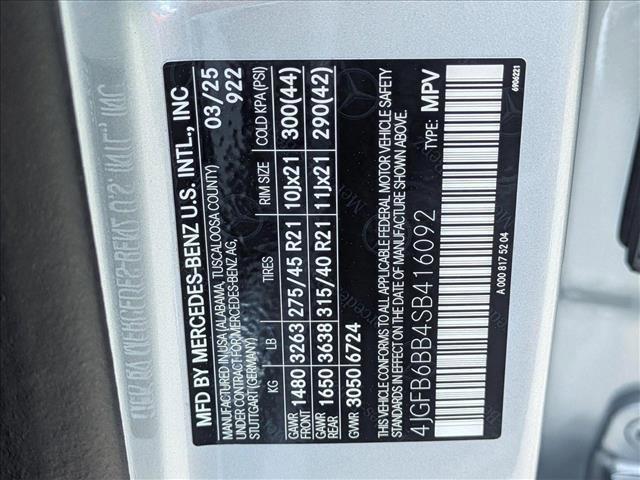 MFD BY MERCEDES-BENZ U.S. INTL., INC
IN VANCE USA (ALABAMA, TUSCALOOSA COUNTY) 03/25
UNDER CONTRACT FOR MERCEDES-BENZ AG, 922
STUTTGART (GERMANY)
KG LB TIRES RIM SIZE COLD KPA (PSI)
GAWR FRONT 1480 3263 275/45 R21 10Jx21 300(44)
GAWR REAR 1650 3638 315/40 R21 11Jx21 290(42)
GVWR 3050 6724
THIS VEHICLE CONFORMS TO ALL APPLICABLE FEDERAL MOTOR VEHICLE SAFETY
STANDARDS IN EFFECT ON THE DATE OF MANUFACTURE SHOWN ABOVE.
4JGFB6BB4SB416092 TYPE: MPV
A 000 817 52 04 6906221